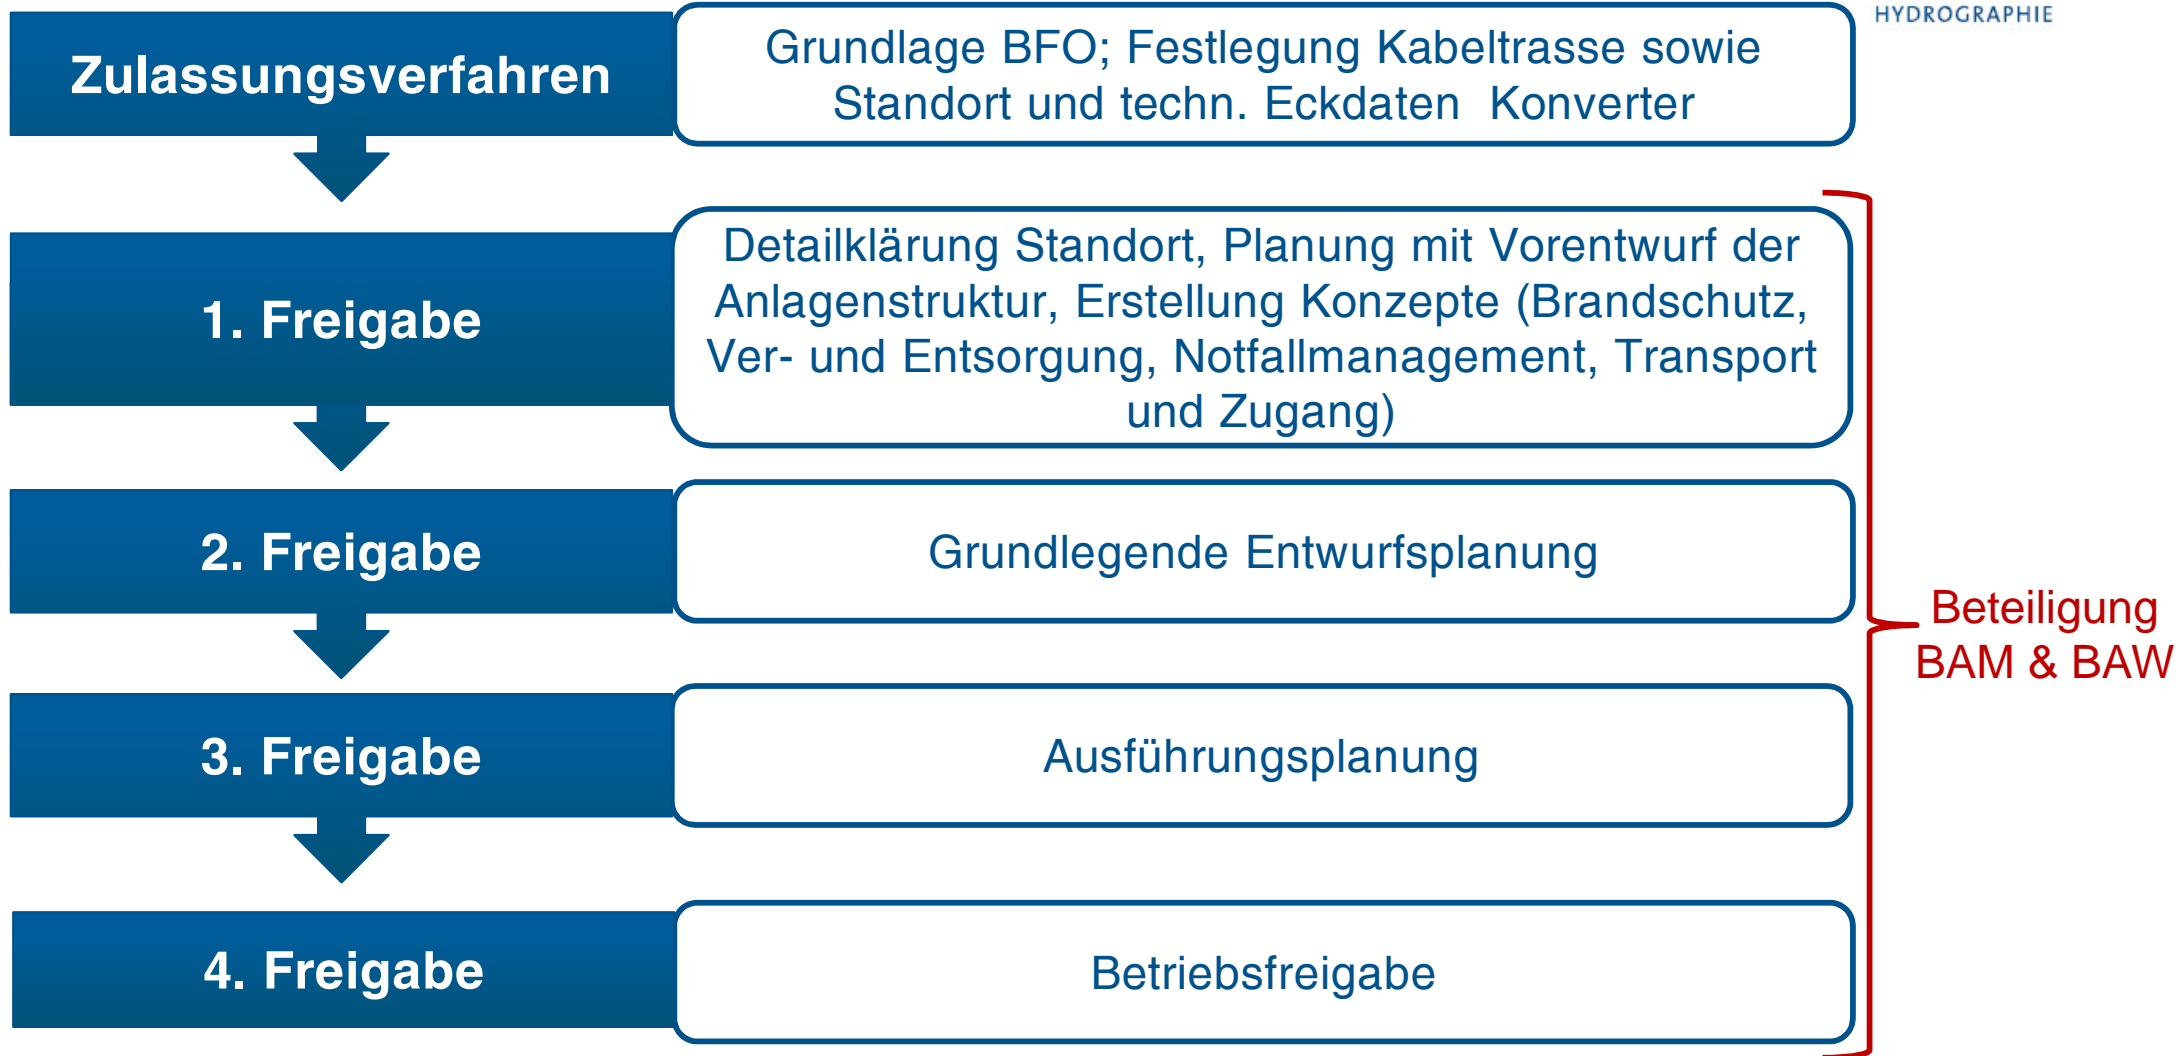 HYDROGRAPHIE
Zulassungsverfahren
Grundlage BFO; Festlegung Kabeltrasse sowie
Standort und techn. Eckdaten  Konverter
1. Freigabe
Detailklärung Standort, Planung mit Vorentwurf der
Anlagenstruktur, Erstellung Konzepte (Brandschutz,
Ver- und Entsorgung, Notfallmanagement, Transport
und Zugang)
2. Freigabe
Grundlegende Entwurfsplanung
3. Freigabe
Ausführungsplanung
4. Freigabe
Betriebsfreigabe
Beteiligung
BAM & BAW